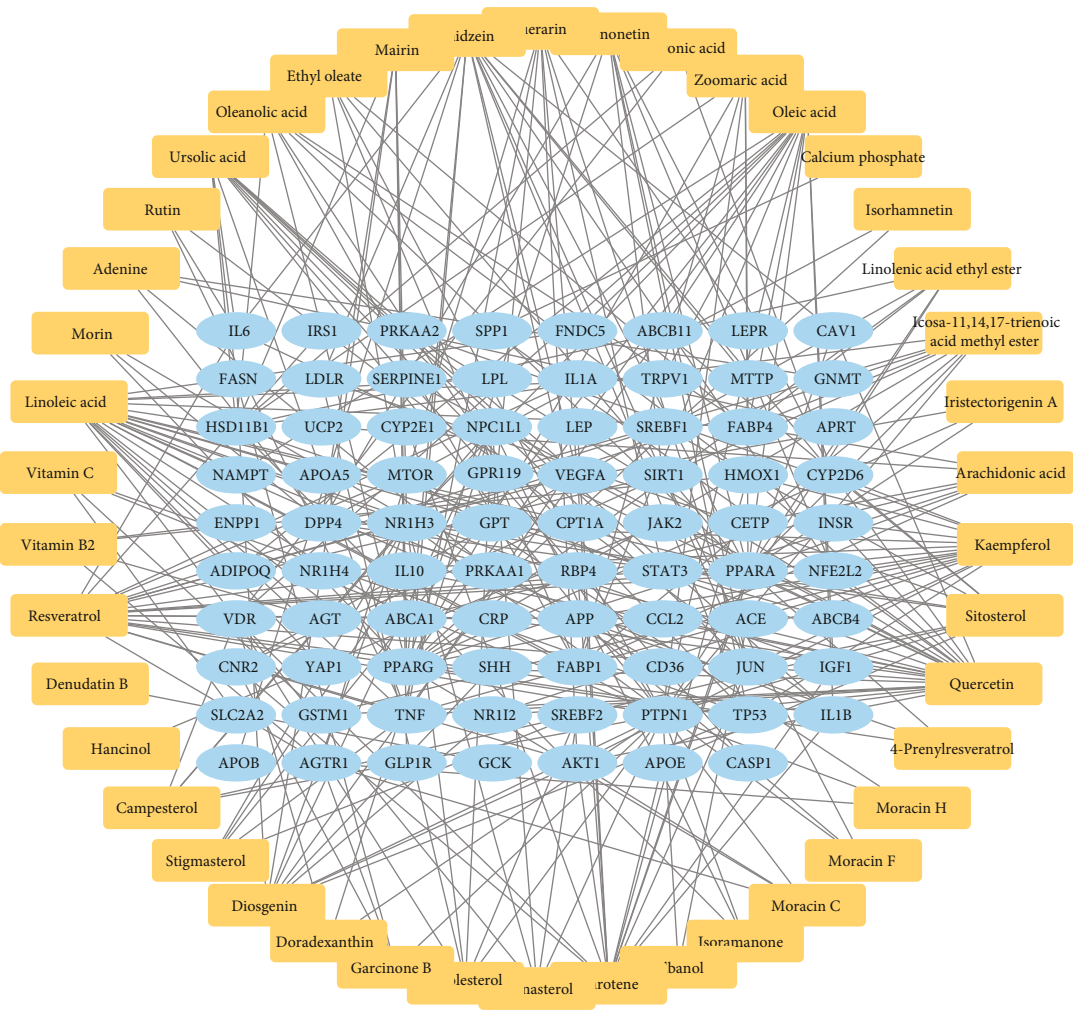 Mairin
Ethyl oleate
Zoomaric acid
Oleanolic acid
Oleic acid
Ursolic acid
Calcium phosphate
Rutin
Isorhamnetin
Adenine
Linolenic acid ethyl ester
Morin
Icosa-11,14,17-trienoic
acid methyl ester
Linoleic acid
Iristectorigenin A
Vitamin C
Arachidonic acid
Vitamin B2
Kaempferol
Resveratrol
Sitosterol
Denudatin B
Quercetin
Hancinol
4-Prenylresveratrol
Campesterol
Moracin H
Stigmasterol
Moracin F
Diosgenin
Moracin C
Doradexanthin
Isoramanone
Garcinone B
IL6 IRS1 PRKAA2 SPP1 FNDC5 ABCB11 LEPR CAV1
FASN LDLR SERPINE1 LPL IL1A TRPV1 MTTP GNMT
HSD11B1 UCP2 CYP2E1 NPC1L1 LEP SREBF1 FABP4 APRT
NAMPT APOA5 MTOR GPR119 VEGFA SIRT1 HMOX1 CYP2D6
ENPP1 DPP4 NR1H3 GPT CPT1A JAK2 CETP INSR
ADIPOQ NR1H4 IL10 PRKAA1 RBP4 STAT3 PPARA NFE2L2
VDR AGT ABCA1 CRP APP CCL2 ACE ABCB4
CNR2 YAP1 PPARG SHH FABP1 CD36 JUN IGF1
SLC2A2 GSTM1 TNF NR1I2 SREBF2 PTPN1 TP53 IL1B
APOB AGTR1 GLP1R GCK AKT1 APOE CASP1